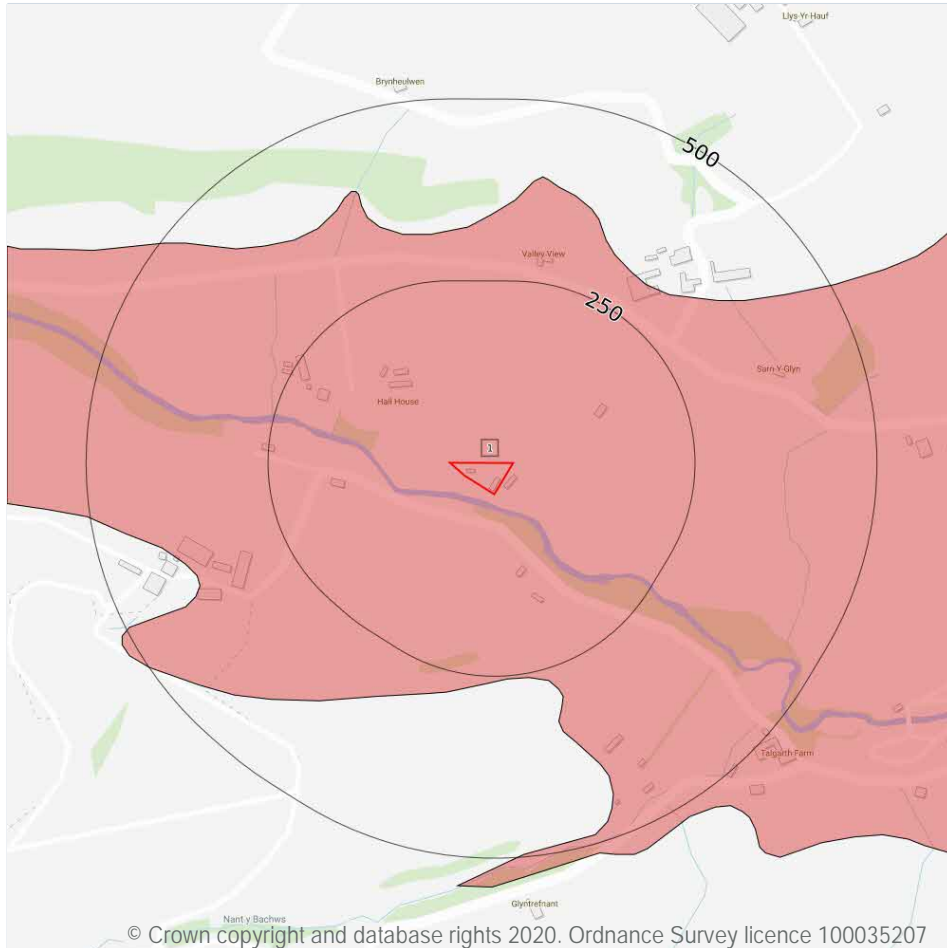 Llys-Yr-Hauf
Brynheulwen
500
Valley View
250
Sarn-Y-Glyn
Hall House
1
Talgarth Farm
Glyntrefnant
Nant y Bachws
© Crown copyright and database rights 2020. Ordnance Survey licence 100035207